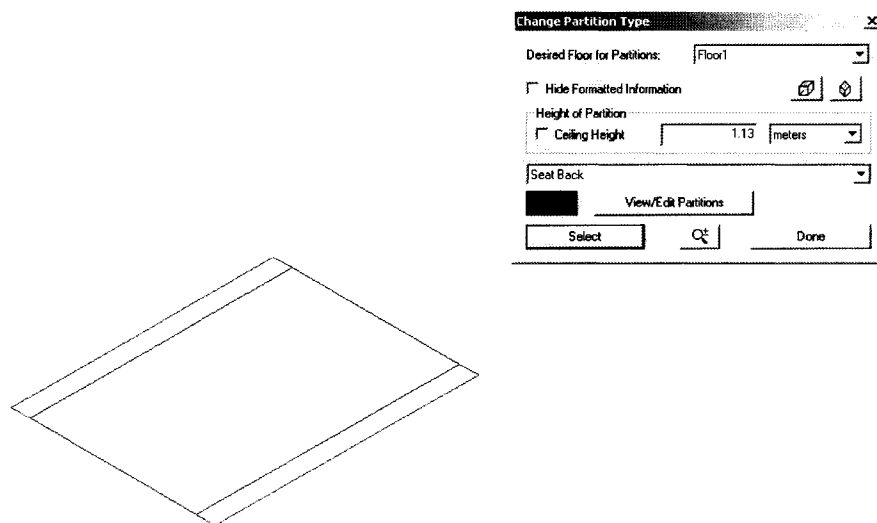 Change Partition Type
Desired Floor for Partitions: Floor1
Hide Formatted Information
Height of Partition
Ceiling Height 1.13 meters
Seat Back
View/Edit Partitions
Select Done